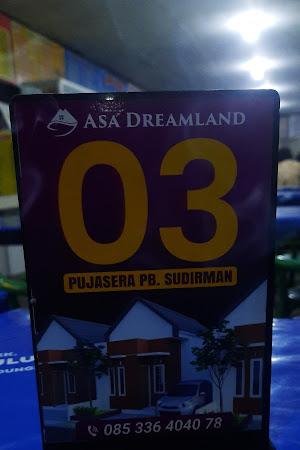 ASA DREAMLAND
03
PUJASERA PB. SUDIRMAN
085 336 4040 78